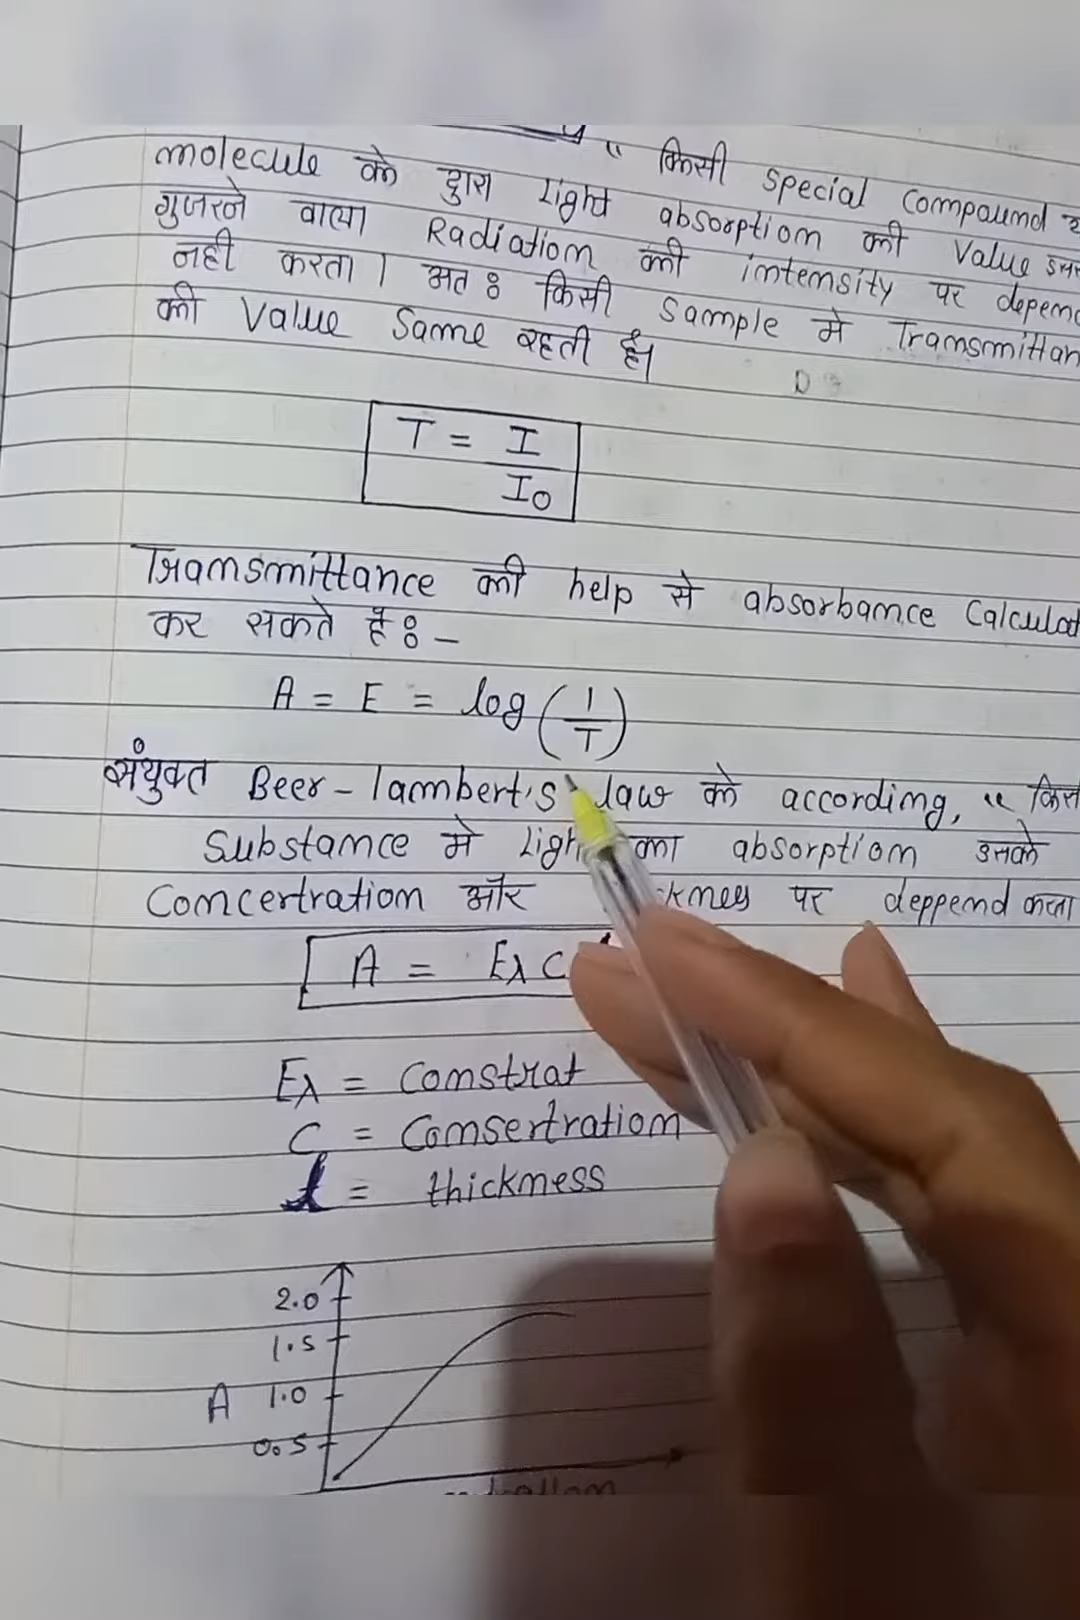 " किसी special compound
molecule के द्वारा Light absorption की value
गुजरने वाला Radiation की intensity पर
नही करता। अतः किसी sample मे
की value same रहती है।
T = I
I₀
Transmittance की help से absorbance
कर सकते हैः-
A = E = log (1/T)
संयुक्त Beer-lambert's law के according, "
substance मे का absorption उसके
Concertration और पर deppend करता
A = Eλ C
Eλ = Constrat
C = Consertration
l = thickness
2.0
1.5
A 1.0
0.5